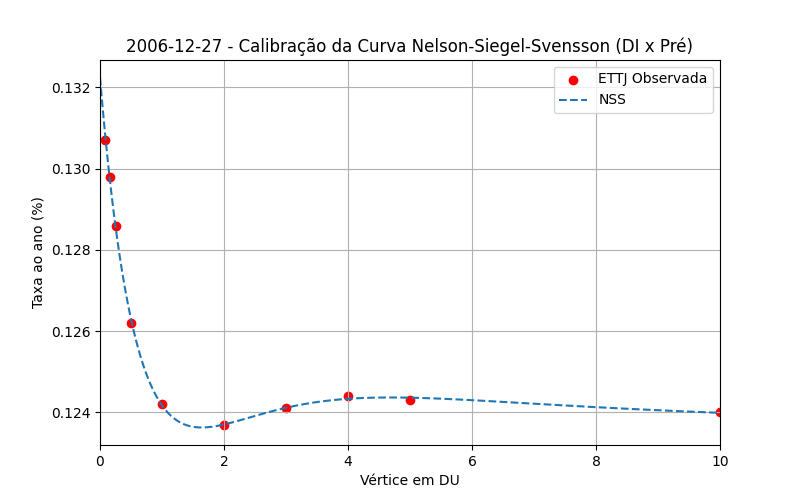 2006-12-27 - Calibração da Curva Nelson-Siegel-Svensson (DI x Pré)
ETTJ Observada
NSS
Taxa ao ano (%)
0.132
0.130
0.128
0.126
0.124
0 2 4 6 8 10
Vértice em DU